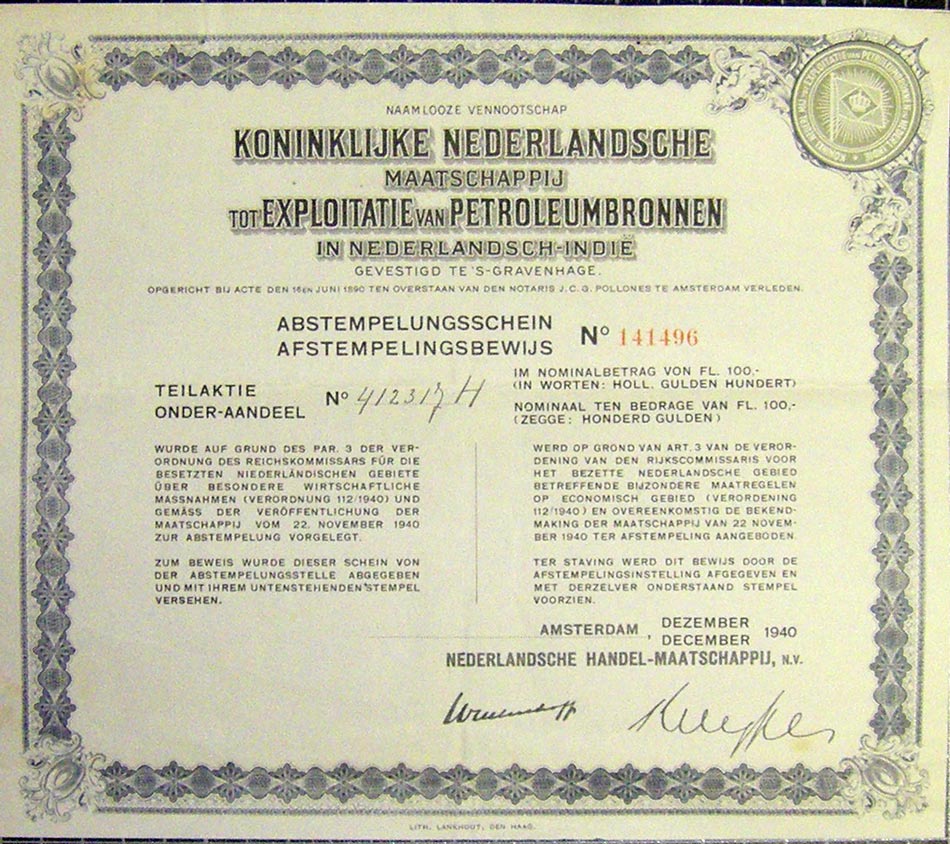 NAAMLOOZE VENNOOTSCHAP
KONINKLIJKE NEDERLANDSCHE
MAATSCHAPPIJ
TOT EXPLOITATIE VAN PETROLEUMBRONNEN
IN NEDERLANDSCH-INDIË
GEVESTIGD TE 'S-GRAVENHAGE.
OPGERICHT BIJ ACTE DEN 16EN JUNI 1890 TEN OVERSTAAN VAN DEN NOTARIS J.C.G. POLLONES TE AMSTERDAM VERLEDEN.
ABSTEMPELUNGSSCHEIN
AFSTEMPELINGSBEWIJS
No 141496
TEILAKTIE
ONDER-AANDEEL
No 412317 H
IM NOMINALBETRAG VON FL. 100,-
(IN WORTEN: HOLL. GULDEN HUNDERT)
NOMINAAL TEN BEDRAGE VAN FL. 100,-
(ZEGGE: HONDERD GULDEN)
WURDE AUF GRUND DES PAR. 3 DER VER-
ORDNUNG DES REICHSKOMMISSARS FÜR DIE
BESETZTEN NIEDERLÄNDISCHEN GEBIETE
ÜBER BESONDERE WIRTSCHAFTLICHE
MASSNAHMEN (VERORDNUNG 112/1940) UND
GEMÄSS DER VERÖFFENTLICHUNG DER
MAATSCHAPPIJ VOM 22. NOVEMBER 1940
ZUR ABSTEMPELUNG VORGELEGT.
ZUM BEWEIS WURDE DIESER SCHEIN VON
DER ABSTEMPELUNGSSTELLE ABGEGEBEN
UND MIT IHREM UNTENSTEHENDEN STEMPEL
VERSEHEN.
WERD OP GROND VAN ART. 3 VAN DE VEROR-
DENING VAN DEN RIJKSCOMMISSARIS VOOR
HET BEZETTE NEDERLANDSCHE GEBIED
BETREFFENDE BIJZONDERE MAATREGELEN
OP ECONOMISCH GEBIED (VERORDENING
112/1940) EN OVEREENKOMSTIG DE BEKEND-
MAKING DER MAATSCHAPPIJ VAN 22 NOVEM-
BER 1940 TER AFSTEMPELING AANGEBODEN.
TER STAVING WERD DIT BEWIJS DOOR DE
AFSTEMPELINGSINSTELLING AFGEGEVEN EN
MET DERZELVER ONDERSTAAND STEMPEL
VOORZIEN.
AMSTERDAM, DEZEMBER
DECEMBER 1940
NEDERLANDSCHE HANDEL-MAATSCHAPPIJ, N.V.
LITH. LANKHOUT, DEN HAAG.